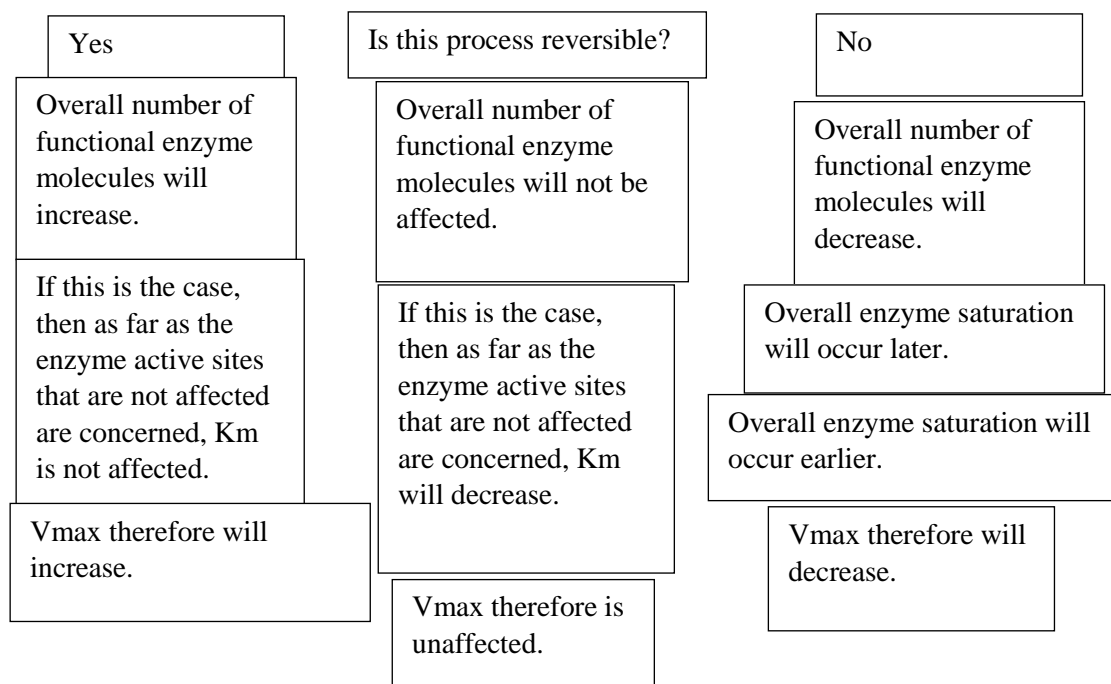 Yes
Is this process reversible?
No
Overall number of
functional enzyme
molecules will
increase.
Overall number of
functional enzyme
molecules will not be
affected.
Overall number of
functional enzyme
molecules will
decrease.
If this is the case,
then as far as the
enzyme active sites
that are not affected
are concerned, Km
is not affected.
If this is the case,
then as far as the
enzyme active sites
that are not affected
are concerned, Km
will decrease.
Overall enzyme saturation
will occur later.
Overall enzyme saturation will
occur earlier.
Vmax therefore will
increase.
Vmax therefore is
unaffected.
Vmax therefore will
decrease.